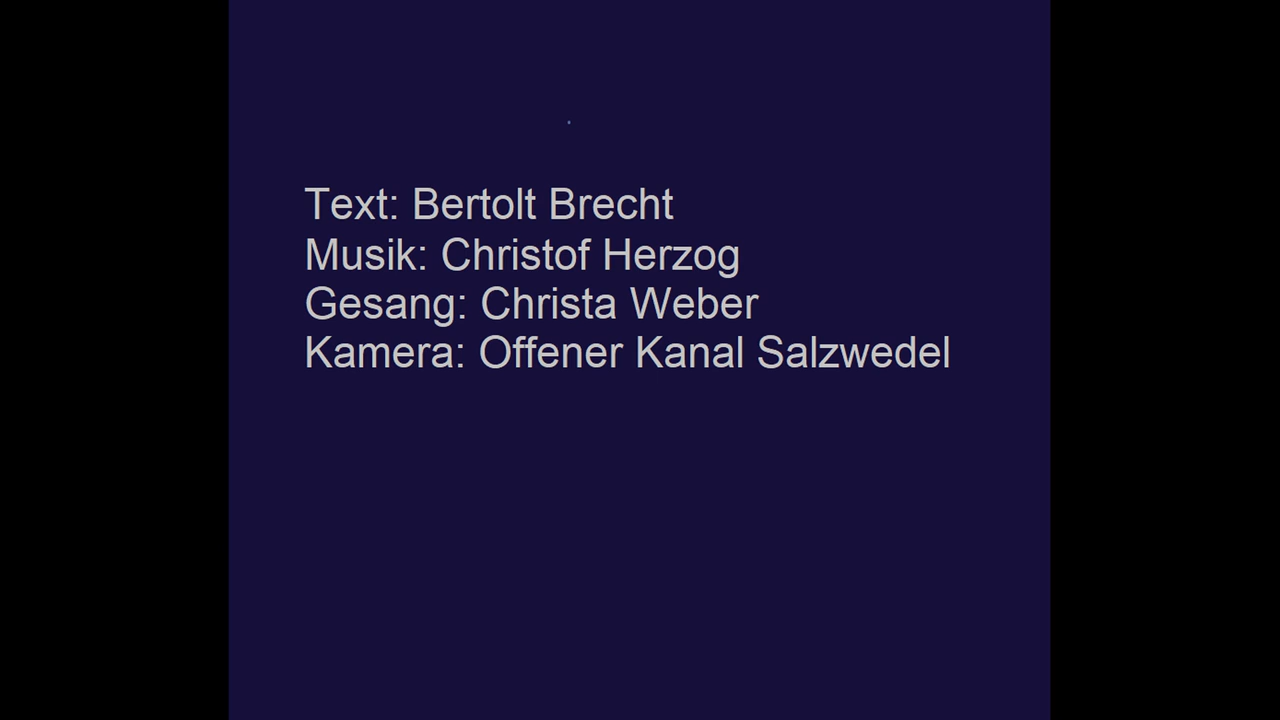 Text: Bertolt Brecht
Musik: Christof Herzog
Gesang: Christa Weber
Kamera: Offener Kanal Salzwedel